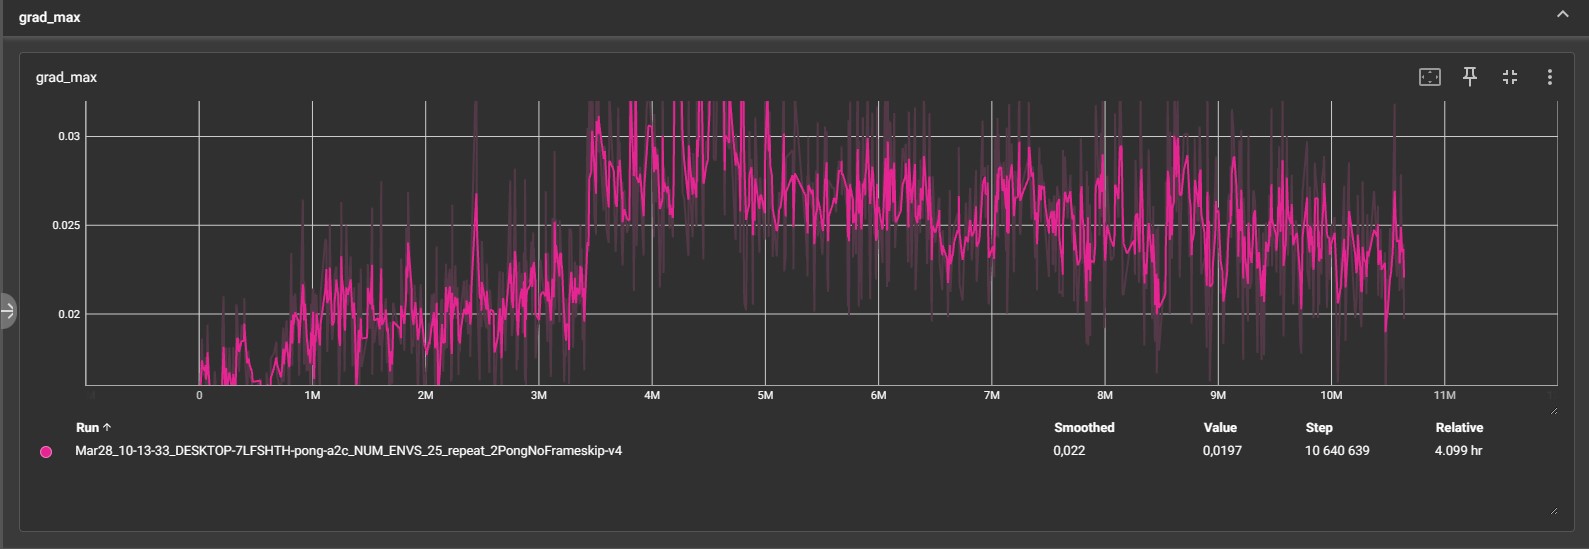 grad_max
grad_max
0.03
0.025
0.02
0 1M 2M 3M 4M 5M 6M 7M 8M 9M 10M 11M
Run Smoothed Value Step Relative
Mar28_10-13-33_DESKTOP-7LFSHTH-pong-a2c_NUM_ENVS_25_repeat_2PongNoFrameskip-v4 0,022 0,0197 10 640 639 4.099 hr